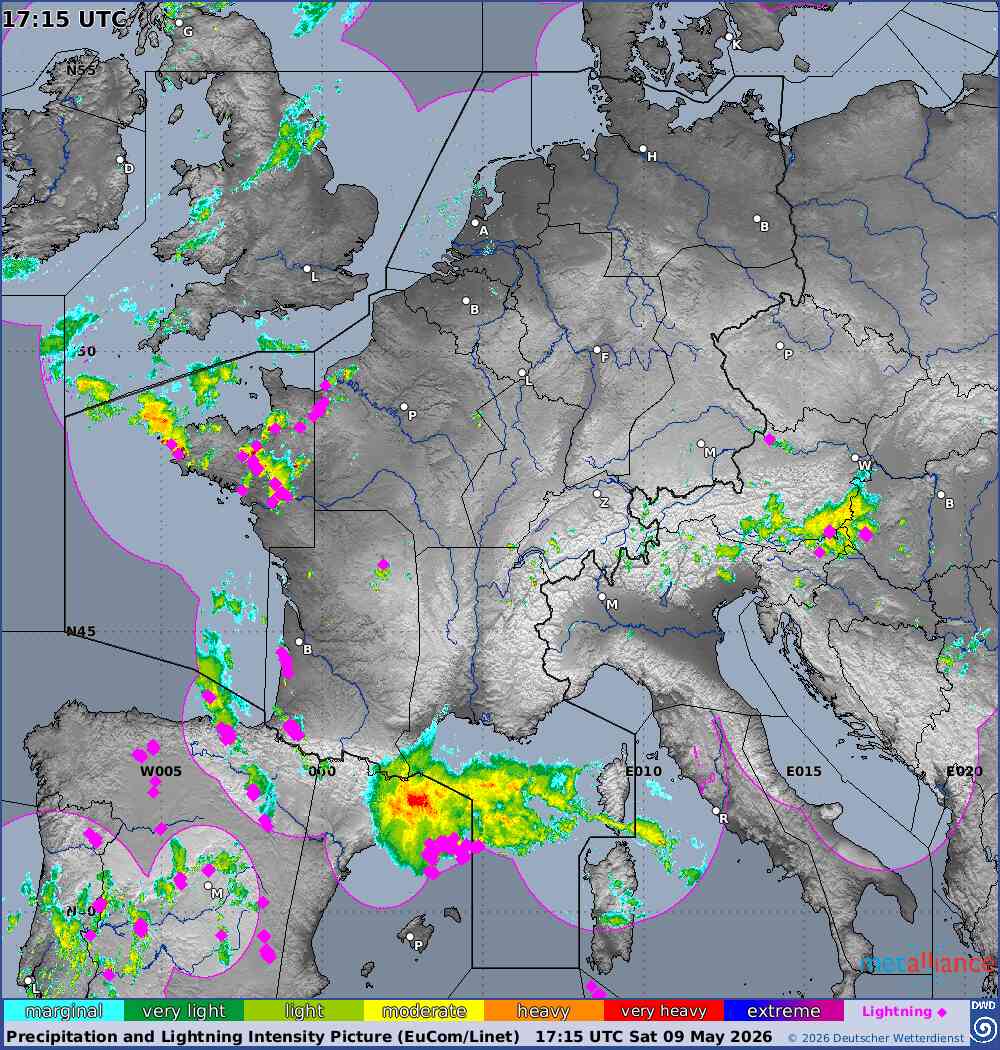 17:15 UTC
G
K
N55
D
H
A
B
L
B
50
P
F
L
P
M
W
Z
B
M
N45
B
W005
000
E010
E015
E020
R
M
N40
P
L
metalliance
marginal very light light moderate heavy very heavy extreme Lightning
DWD
Precipitation and Lightning Intensity Picture (EuCom/Linet) 17:15 UTC Sat 09 May 2026 © 2026 Deutscher Wetterdienst